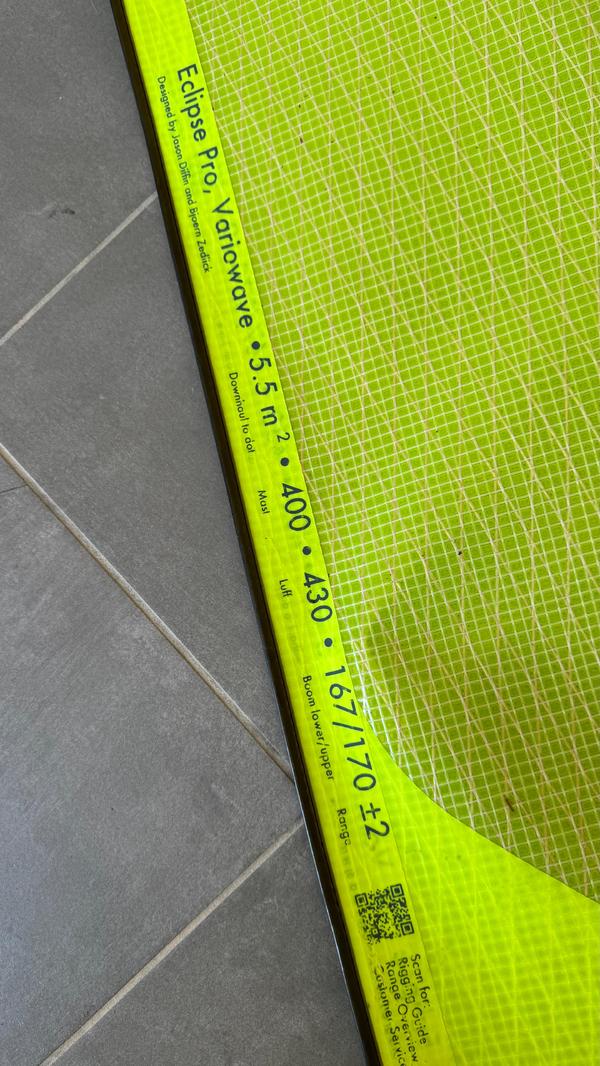 Eclipse Pro, Variowave • 5.5 m² • 400 • 430 • 167/170 ±2
Designed by Jason Diffin and Bjoern Zedlick
Downhaul to dot
Mast
Luff
Boom lower/upper
Range
Scan for:
Rigging Guide
Range Overview
Customer Service